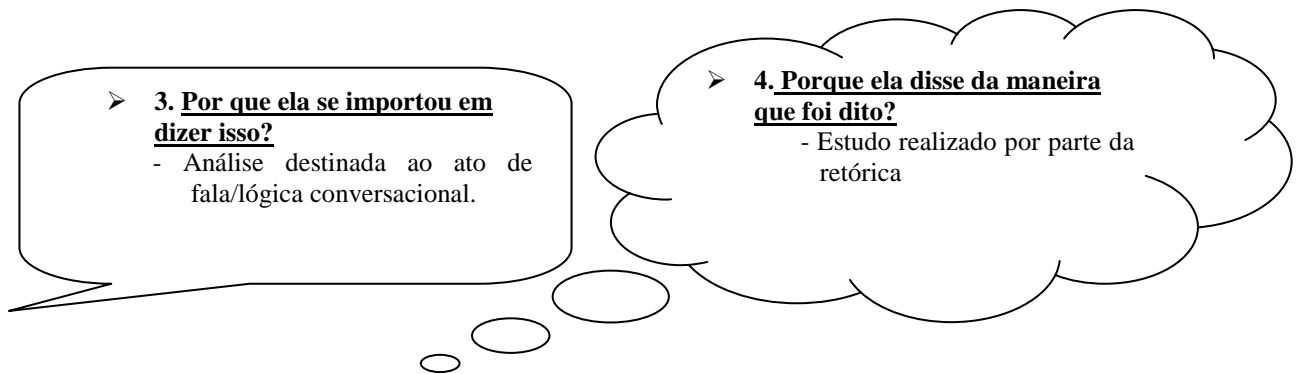 ➢ 3. Por que ela se importou em
dizer isso?
- Análise destinada ao ato de
fala/lógica conversacional.
➢ 4. Porque ela disse da maneira
que foi dito?
- Estudo realizado por parte da
retórica